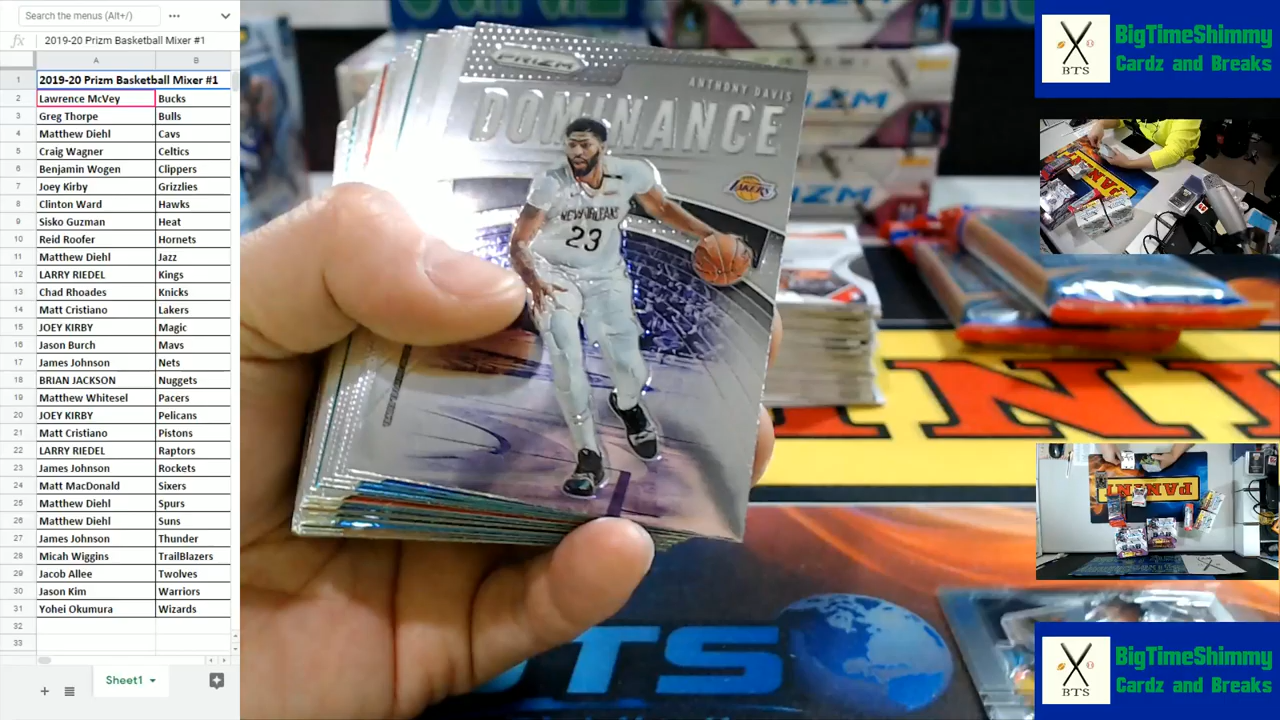 Search the menus (Alt+/)
fx 2019-20 Prizm Basketball Mixer #1
A B
1 2019-20 Prizm Basketball Mixer #1
2 Lawrence McVey Bucks
3 Greg Thorpe Bulls
4 Matthew Diehl Cavs
5 Craig Wagner Celtics
6 Benjamin Wogen Clippers
7 Joey Kirby Grizzlies
8 Clinton Ward Hawks
9 Sisko Guzman Heat
10 Reid Roofer Hornets
11 Matthew Diehl Jazz
12 LARRY RIEDEL Kings
13 Chad Rhoades Knicks
14 Matt Cristiano Lakers
15 JOEY KIRBY Magic
16 Jason Burch Mavs
17 James Johnson Nets
18 BRIAN JACKSON Nuggets
19 Matthew Whitesel Pacers
20 JOEY KIRBY Pelicans
21 Matt Cristiano Pistons
22 LARRY RIEDEL Raptors
23 James Johnson Rockets
24 Matt MacDonald Sixers
25 Matthew Diehl Spurs
26 Matthew Diehl Suns
27 James Johnson Thunder
28 Micah Wiggins TrailBlazers
29 Jacob Allee Twolves
30 Jason Kim Warriors
31 Yohei Okumura Wizards
32
33
Sheet1
PRIZM
ANTHONY DAVIS
DOMINANCE
LAKERS
NEW ORLEANS
23
PRIZM
BTS
BTS
BigTimeShimmy
Cardz and Breaks
PANINI
BTS
BigTimeShimmy
Cardz and Breaks